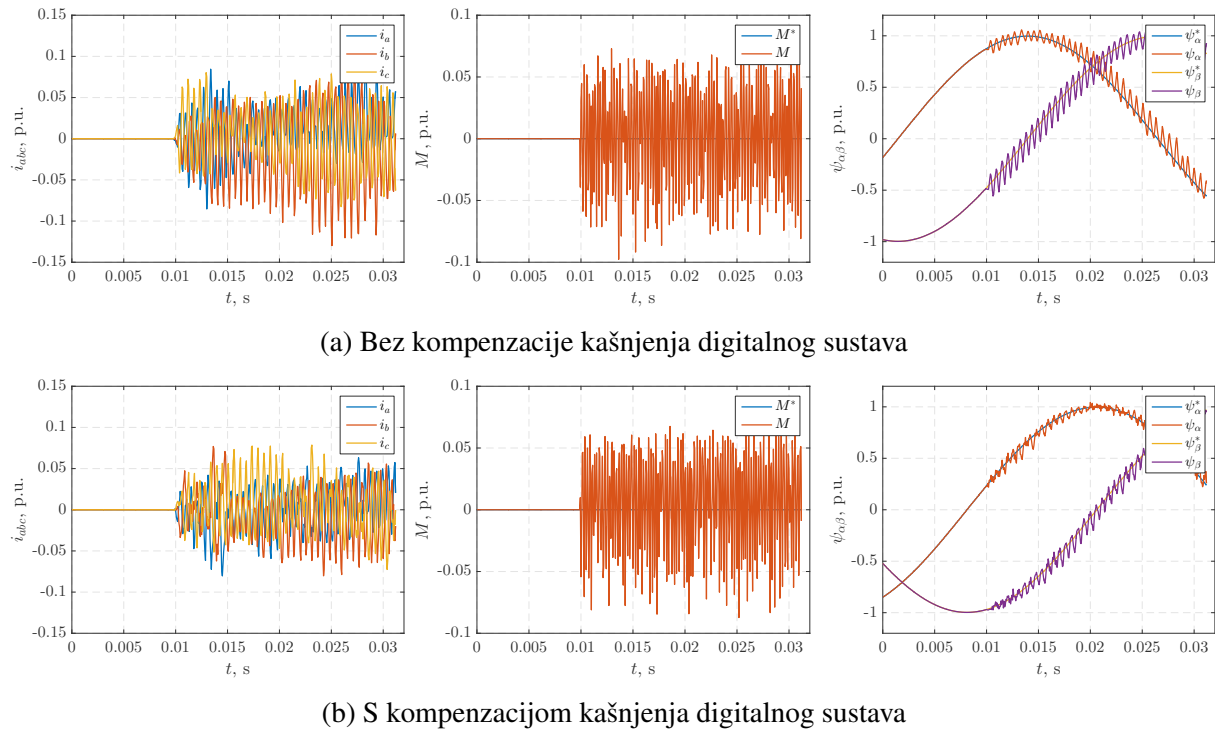 0.15
0.1
0.05
0
-0.05
-0.1
-0.15
i_abc, p.u.
i_a
i_b
i_c
0 0.005 0.01 0.015 0.02 0.025 0.03
t, s
0.1
0.05
0
-0.05
-0.1
M, p.u.
M*
M
0 0.005 0.01 0.015 0.02 0.025 0.03
t, s
1
0.5
0
-0.5
-1
ψ_αβ, p.u.
ψ*_α
ψ_α
ψ*_β
ψ_β
0 0.005 0.01 0.015 0.02 0.025 0.03
t, s
(a) Bez kompenzacije kašnjenja digitalnog sustava
0.15
0.1
0.05
0
-0.05
-0.1
-0.15
i_abc, p.u.
i_a
i_b
i_c
0 0.005 0.01 0.015 0.02 0.025 0.03
t, s
0.1
0.05
0
-0.05
-0.1
M, p.u.
M*
M
0 0.005 0.01 0.015 0.02 0.025 0.03
t, s
1
0.5
0
-0.5
-1
ψ_αβ, p.u.
ψ*_α
ψ_α
ψ*_β
ψ_β
0 0.005 0.01 0.015 0.02 0.025 0.03
t, s
(b) S kompenzacijom kašnjenja digitalnog sustava